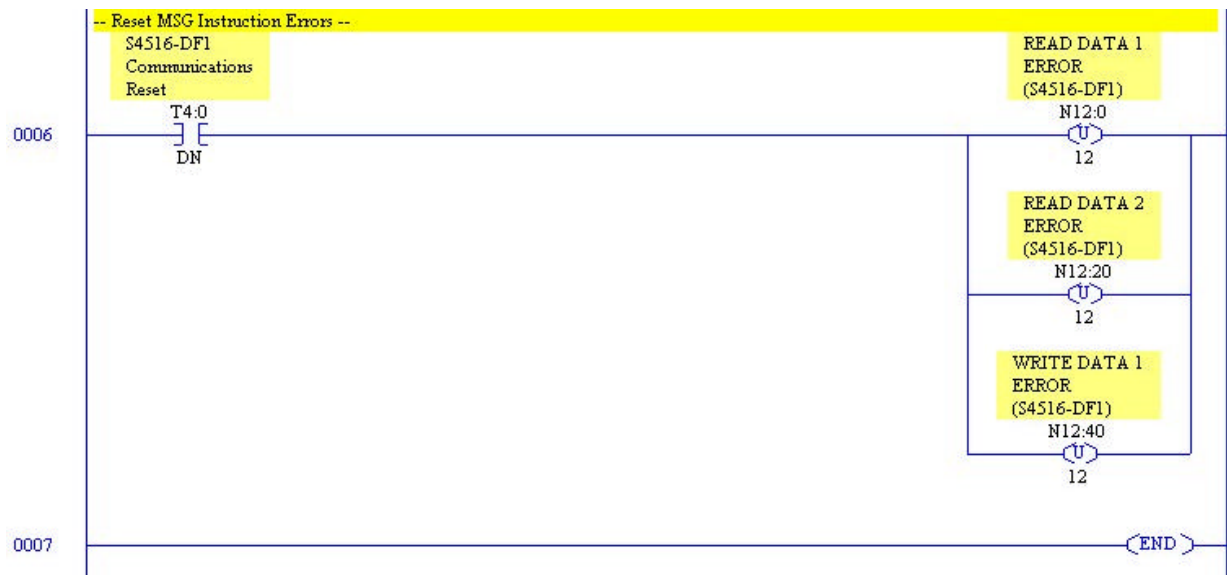 -- Reset MSG Instruction Errors --
S4516-DF1
Communications
Reset
T4:0
DN
0006
READ DATA 1
ERROR
(S4516-DF1)
N12:0
U
12
READ DATA 2
ERROR
(S4516-DF1)
N12:20
U
12
WRITE DATA 1
ERROR
(S4516-DF1)
N12:40
U
12
0007
END